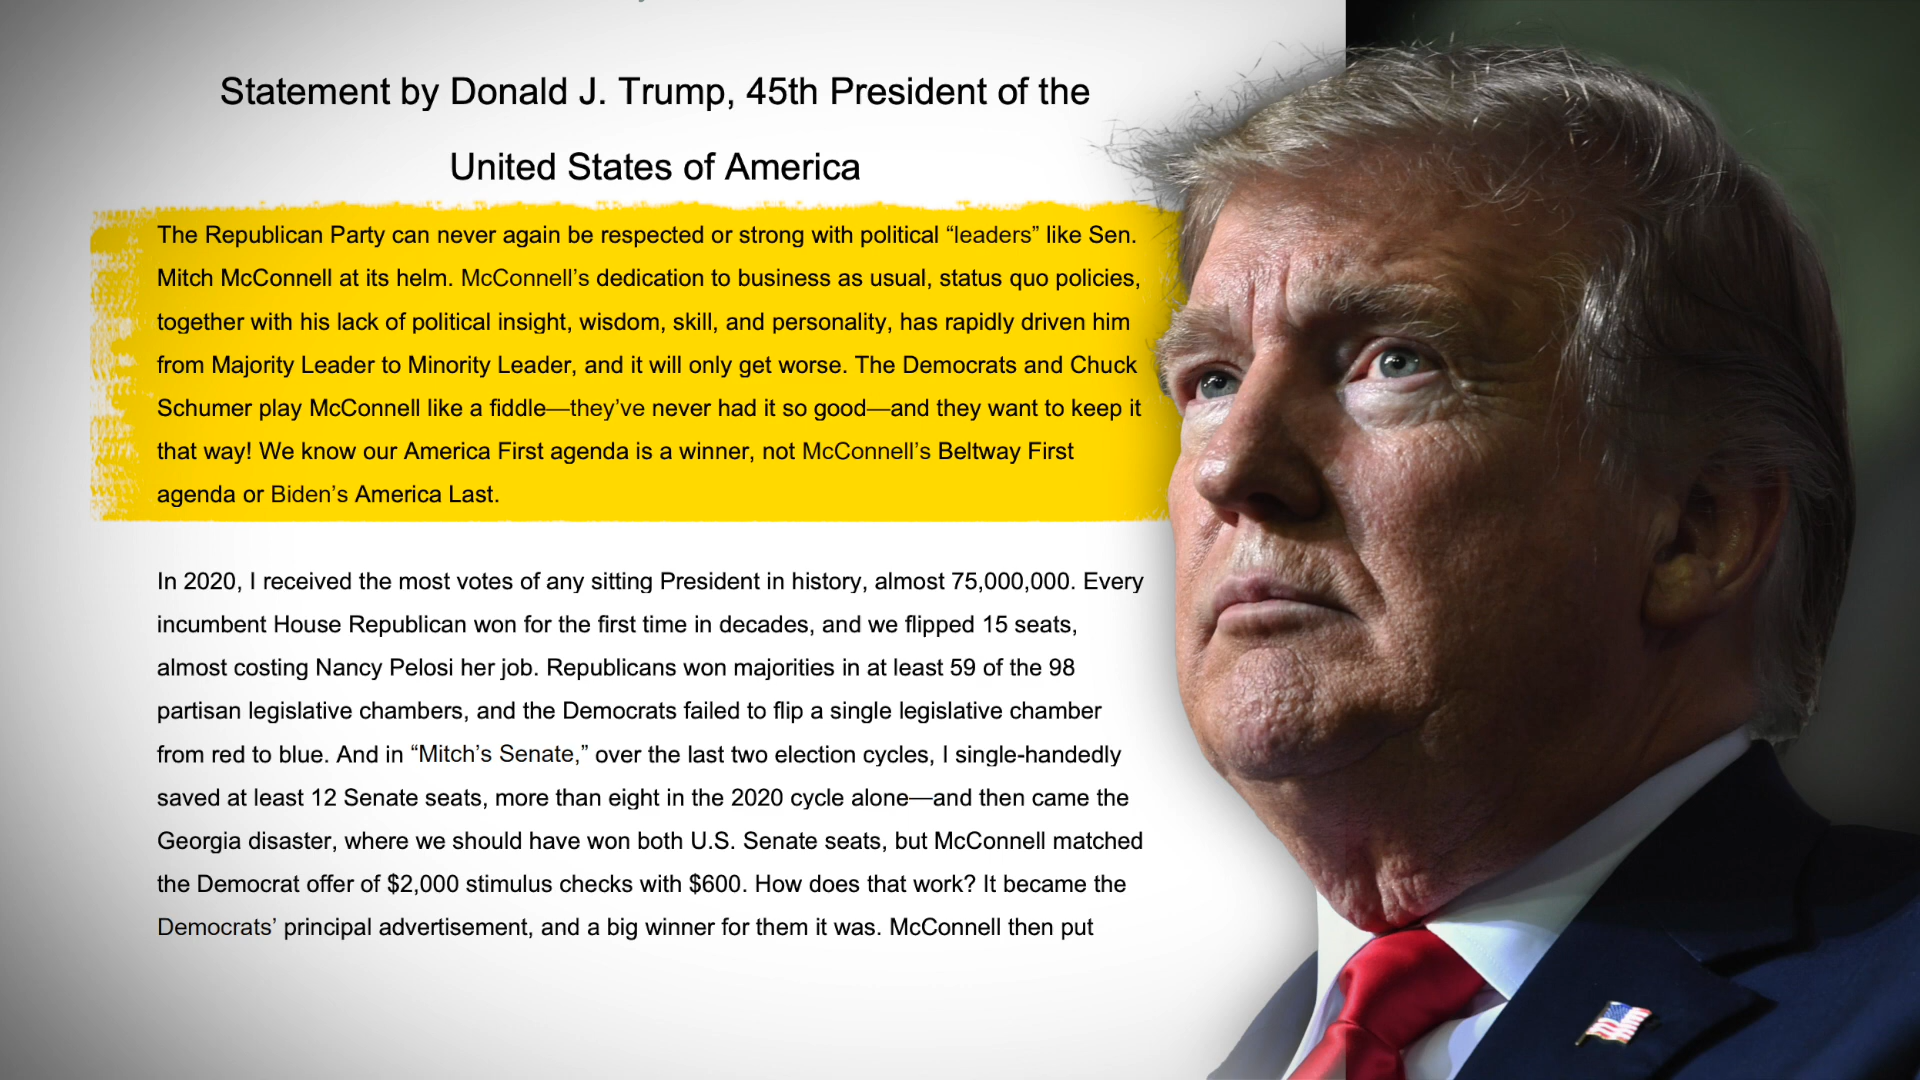 Statement by Donald J. Trump, 45th President of the
United States of America
The Republican Party can never again be respected or strong with political “leaders” like Sen.
Mitch McConnell at its helm. McConnell’s dedication to business as usual, status quo policies,
together with his lack of political insight, wisdom, skill, and personality, has rapidly driven him
from Majority Leader to Minority Leader, and it will only get worse. The Democrats and Chuck
Schumer play McConnell like a fiddle—they’ve never had it so good—and they want to keep it
that way! We know our America First agenda is a winner, not McConnell’s Beltway First
agenda or Biden’s America Last.
In 2020, I received the most votes of any sitting President in history, almost 75,000,000. Every
incumbent House Republican won for the first time in decades, and we flipped 15 seats,
almost costing Nancy Pelosi her job. Republicans won majorities in at least 59 of the 98
partisan legislative chambers, and the Democrats failed to flip a single legislative chamber
from red to blue. And in “Mitch’s Senate,” over the last two election cycles, I single-handedly
saved at least 12 Senate seats, more than eight in the 2020 cycle alone—and then came the
Georgia disaster, where we should have won both U.S. Senate seats, but McConnell matched
the Democrat offer of $2,000 stimulus checks with $600. How does that work? It became the
Democrats’ principal advertisement, and a big winner for them it was. McConnell then put